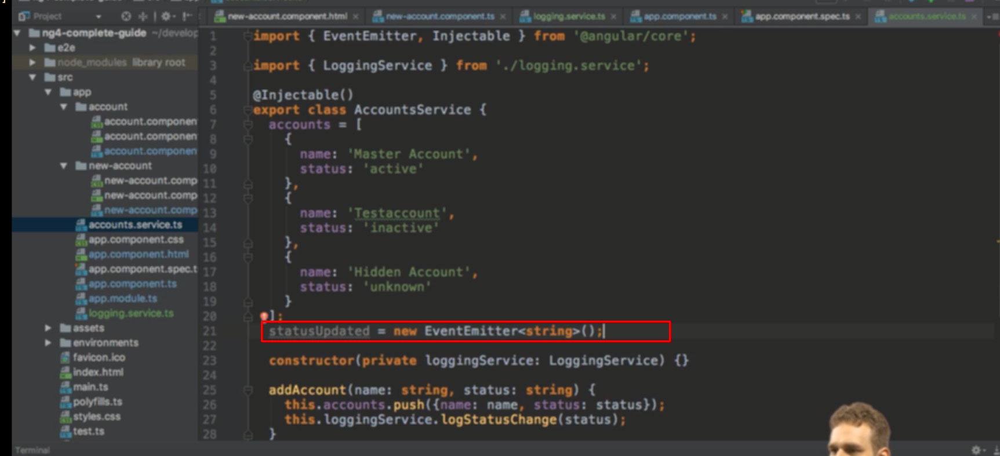 Project
new-account.component.html
new-account.component.ts
logging.service.ts
app.component.ts
app.component.spec.ts
accounts.service.ts
ng4-complete-guide ~/develop
e2e
node_modules library root
src
app
account
account.componen
account.componen
account.componen
new-account
new-account.comp
new-account.comp
new-account.comp
accounts.service.ts
app.component.css
app.component.html
app.component.spec.t
app.component.ts
app.module.ts
logging.service.ts
assets
environments
favicon.ico
index.html
main.ts
polyfills.ts
styles.css
test.ts
1 import { EventEmitter, Injectable } from '@angular/core';
2
3 import { LoggingService } from './logging.service';
4
5 @Injectable()
6 export class AccountsService {
7 accounts = [
8 {
9 name: 'Master Account',
10 status: 'active'
11 },
12 {
13 name: 'Testaccount',
14 status: 'inactive'
15 },
16 {
17 name: 'Hidden Account',
18 status: 'unknown'
19 }
20 ];
21 statusUpdated = new EventEmitter<string>();
22
23 constructor(private loggingService: LoggingService) {}
24
25 addAccount(name: string, status: string) {
26 this.accounts.push({name: name, status: status});
27 this.loggingService.logStatusChange(status);
28 }
Terminal